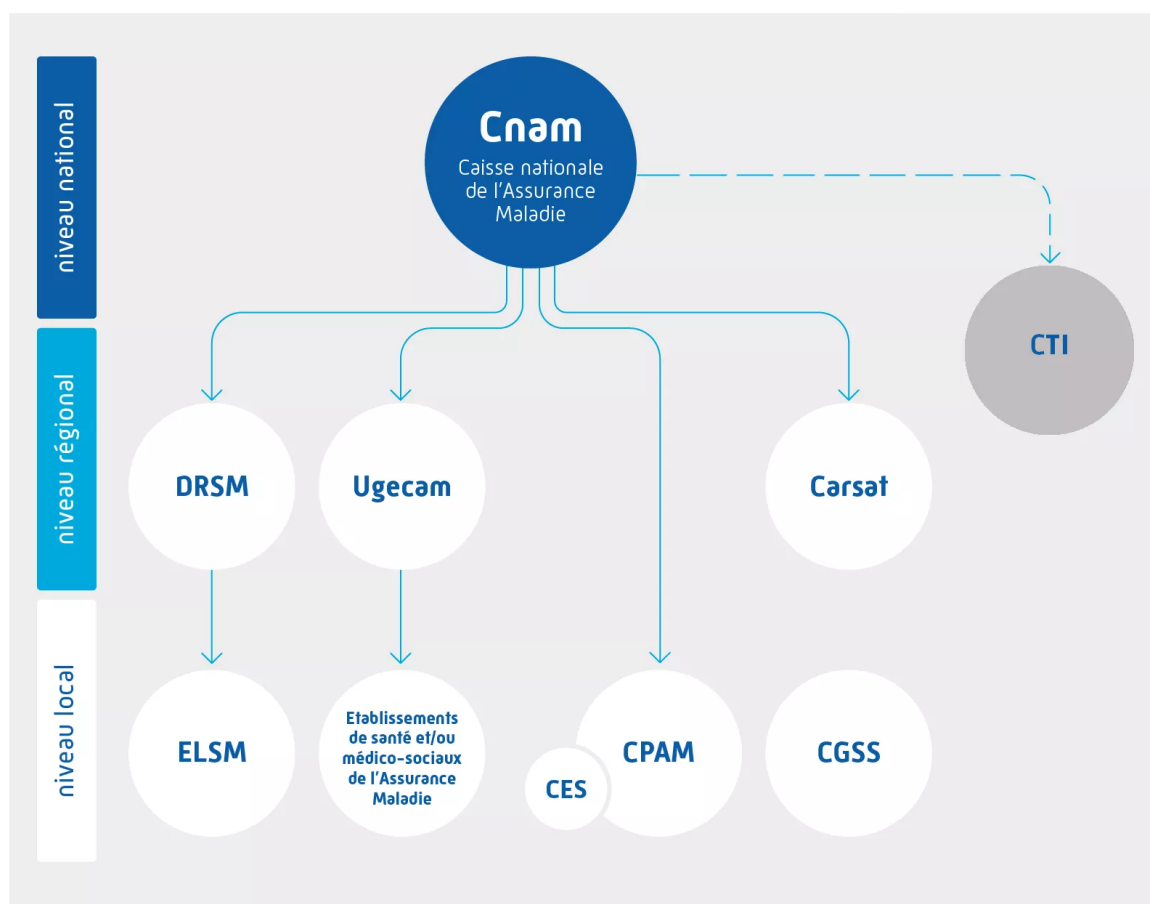 niveau national
Cnam
Caisse nationale
de l'Assurance
Maladie
CTI
niveau régional
DRSM
Ugecam
Carsat
niveau local
ELSM
Etablissements
de santé et/ou
médico-sociaux
de l'Assurance
Maladie
CES
CPAM
CGSS